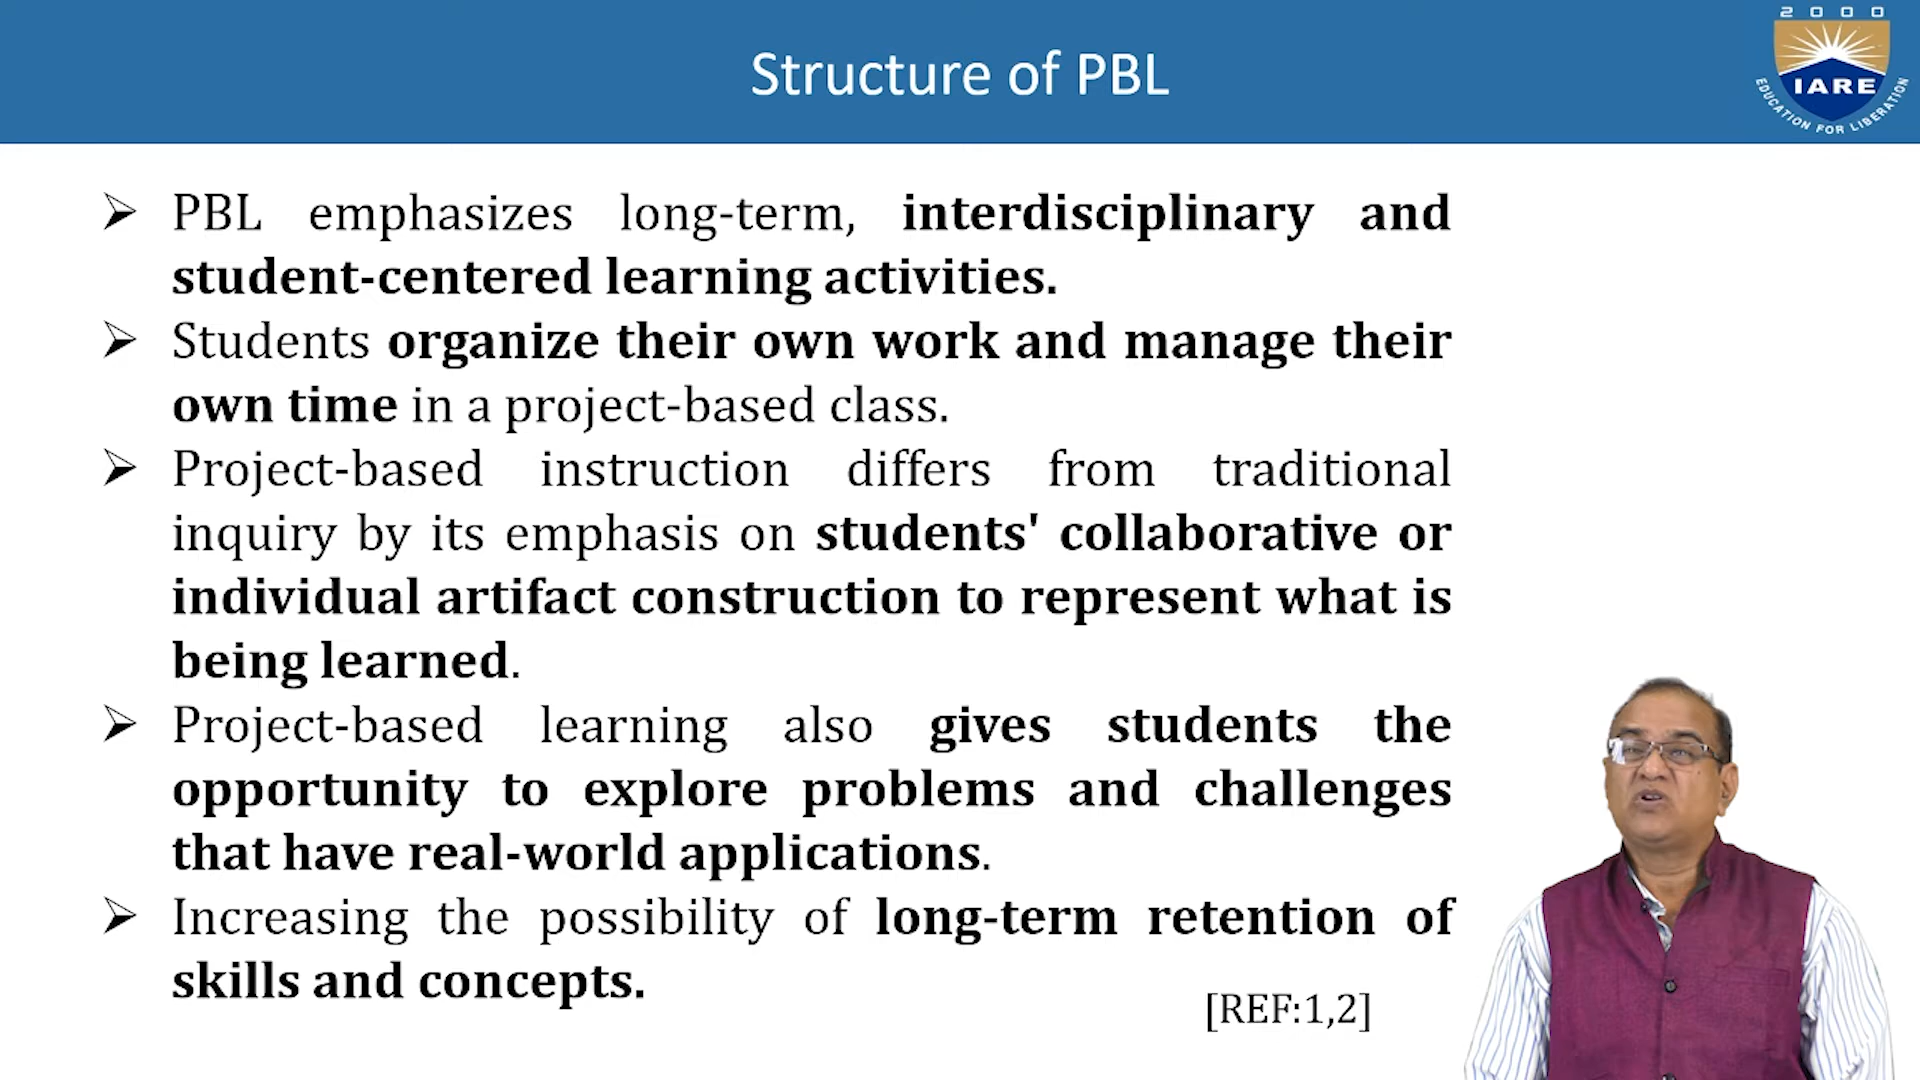 Structure of PBL
2000
IARE
EDUCATION FOR LIBERATION
➢ PBL emphasizes long-term, interdisciplinary and
student-centered learning activities.
➢ Students organize their own work and manage their
own time in a project-based class.
➢ Project-based instruction differs from traditional
inquiry by its emphasis on students' collaborative or
individual artifact construction to represent what is
being learned.
➢ Project-based learning also gives students the
opportunity to explore problems and challenges
that have real-world applications.
➢ Increasing the possibility of long-term retention of
skills and concepts.
[REF:1,2]